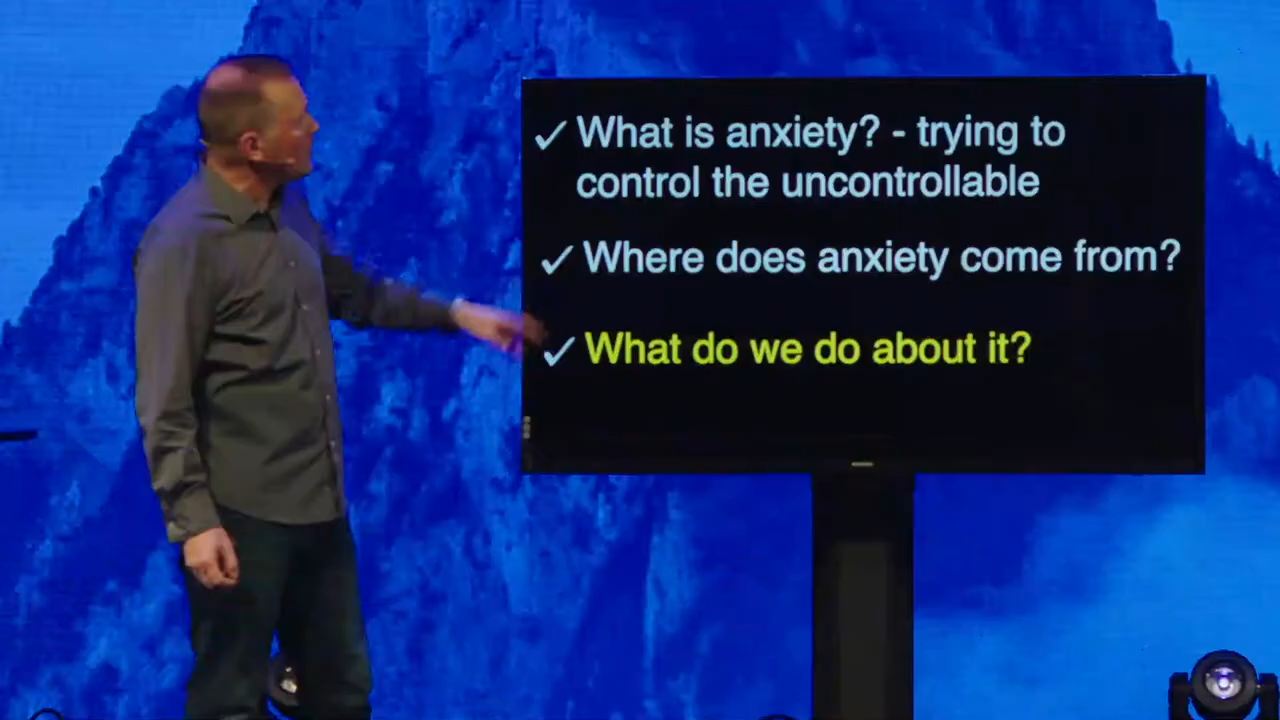 ✓ What is anxiety? - trying to
control the uncontrollable
✓ Where does anxiety come from?
✓ What do we do about it?